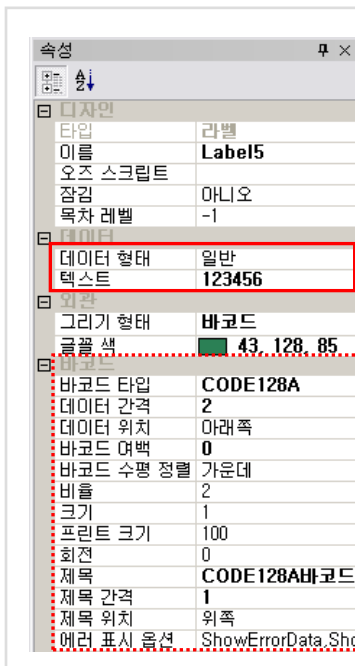 속성
디자인
타입 라벨
이름 Label5
오즈 스크립트
잠김 아니오
목차 레벨 -1
데이터
데이터 형태 일반
텍스트 123456
외관
그리기 형태 바코드
글꼴 색 43, 128, 85
바코드
바코드 타입 CODE128A
데이터 간격 2
데이터 위치 아래쪽
바코드 여백 0
바코드 수평 정렬 가운데
비율 2
크기 1
프린트 크기 100
회전 0
제목 CODE128A바코드
제목 간격 1
제목 위치 위쪽
에러 표시 옵션 ShowErrorData,Sho